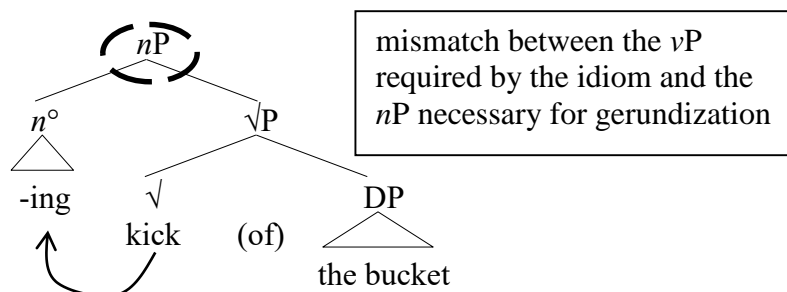 nP
mismatch between the vP
required by the idiom and the
nP necessary for gerundization
n° √P
-ing √ DP
kick (of)
the bucket